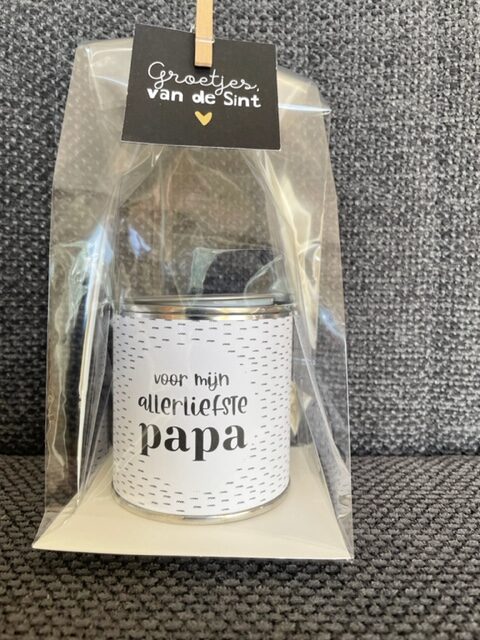 Groetjes,
van de Sint
voor mijn
allerliefste
papa